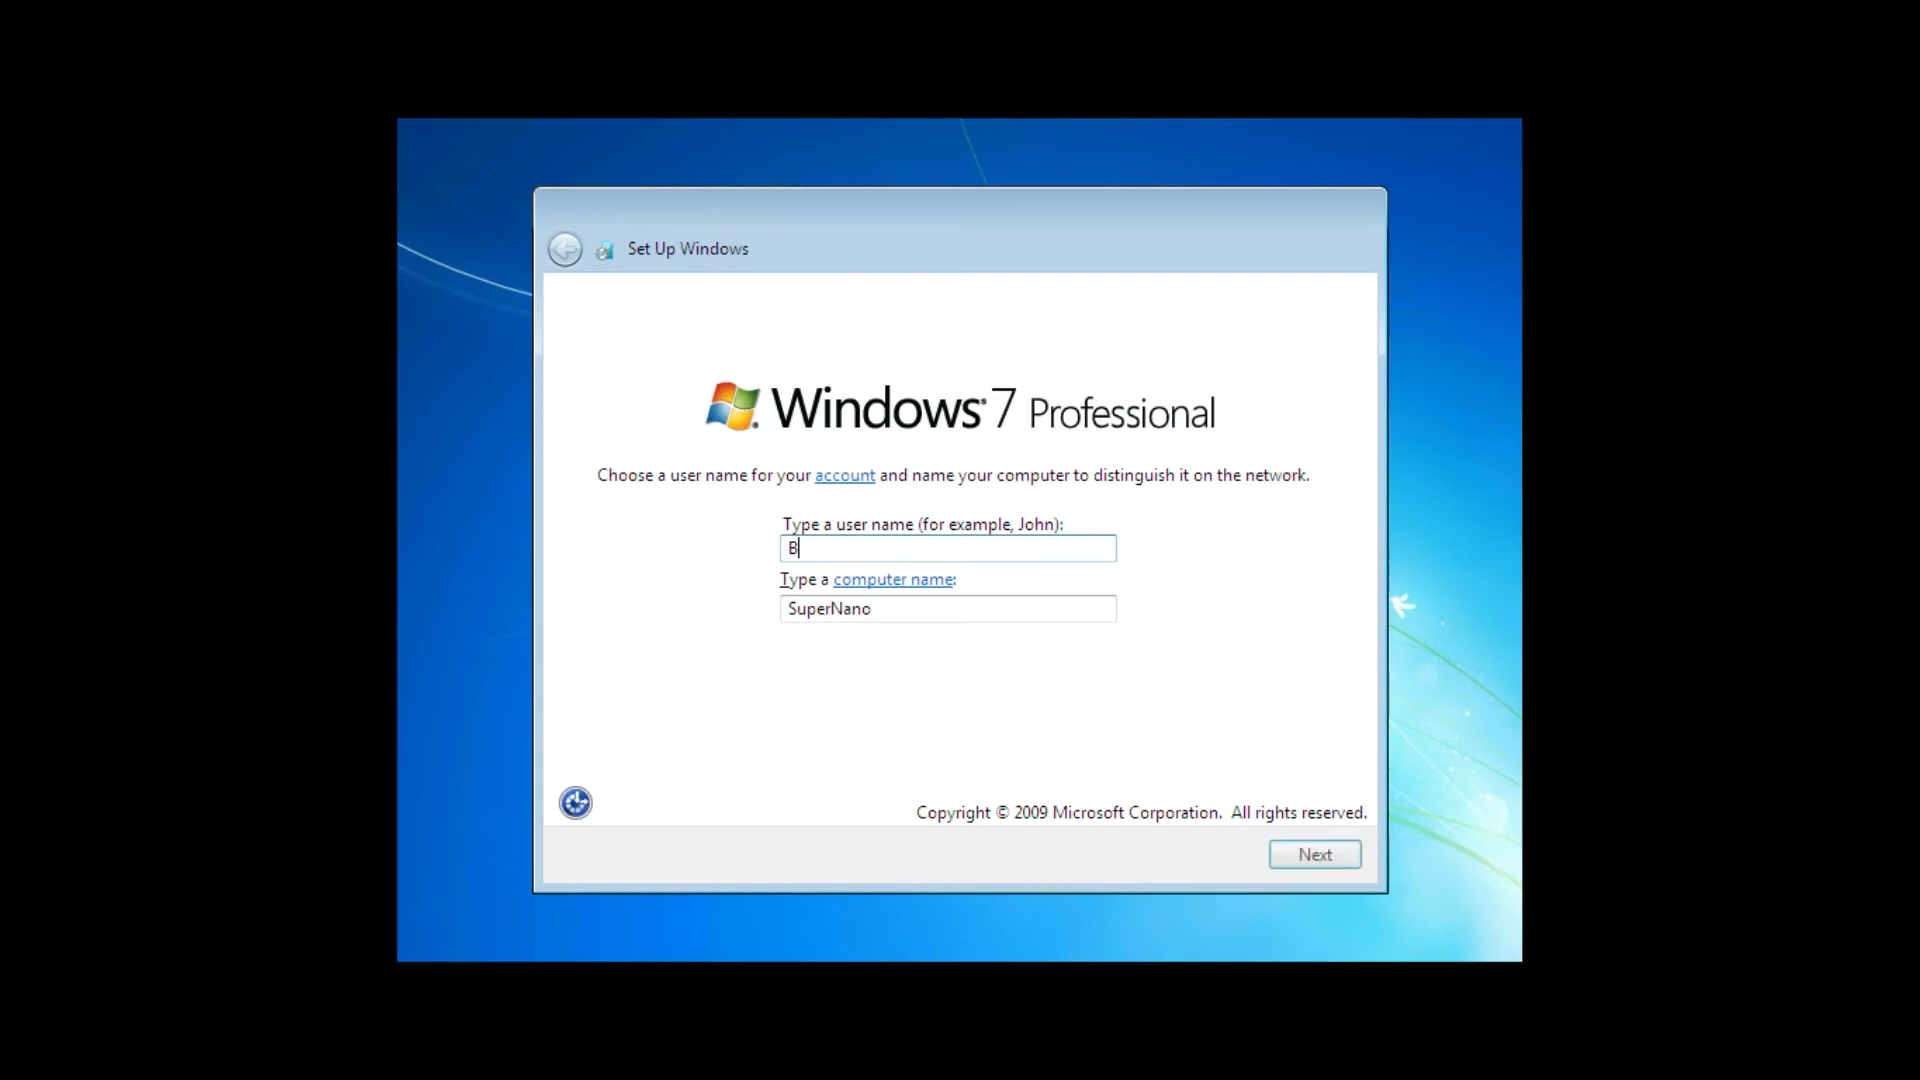 Set Up Windows
Windows® 7 Professional
Choose a user name for your account and name your computer to distinguish it on the network.
Type a user name (for example, John):
B
Type a computer name:
SuperNano
Copyright © 2009 Microsoft Corporation. All rights reserved.
Next